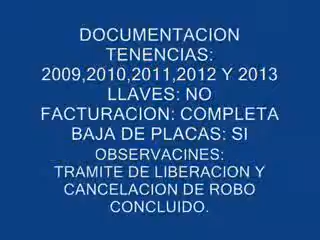 DOCUMENTACION
TENENCIAS:
2009,2010,2011,2012 Y 2013
LLAVES: NO
FACTURACION: COMPLETA
BAJA DE PLACAS: SI
OBSERVACINES:
TRAMITE DE LIBERACION Y
CANCELACION DE ROBO
CONCLUIDO.